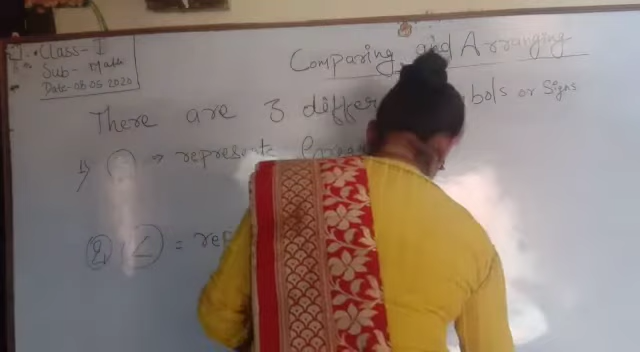 Class- I
Sub- Math
Date- 06-05-2020
Comparing and Arranging
There are 3 differ bols or Signs
1) represents
2) < = rep